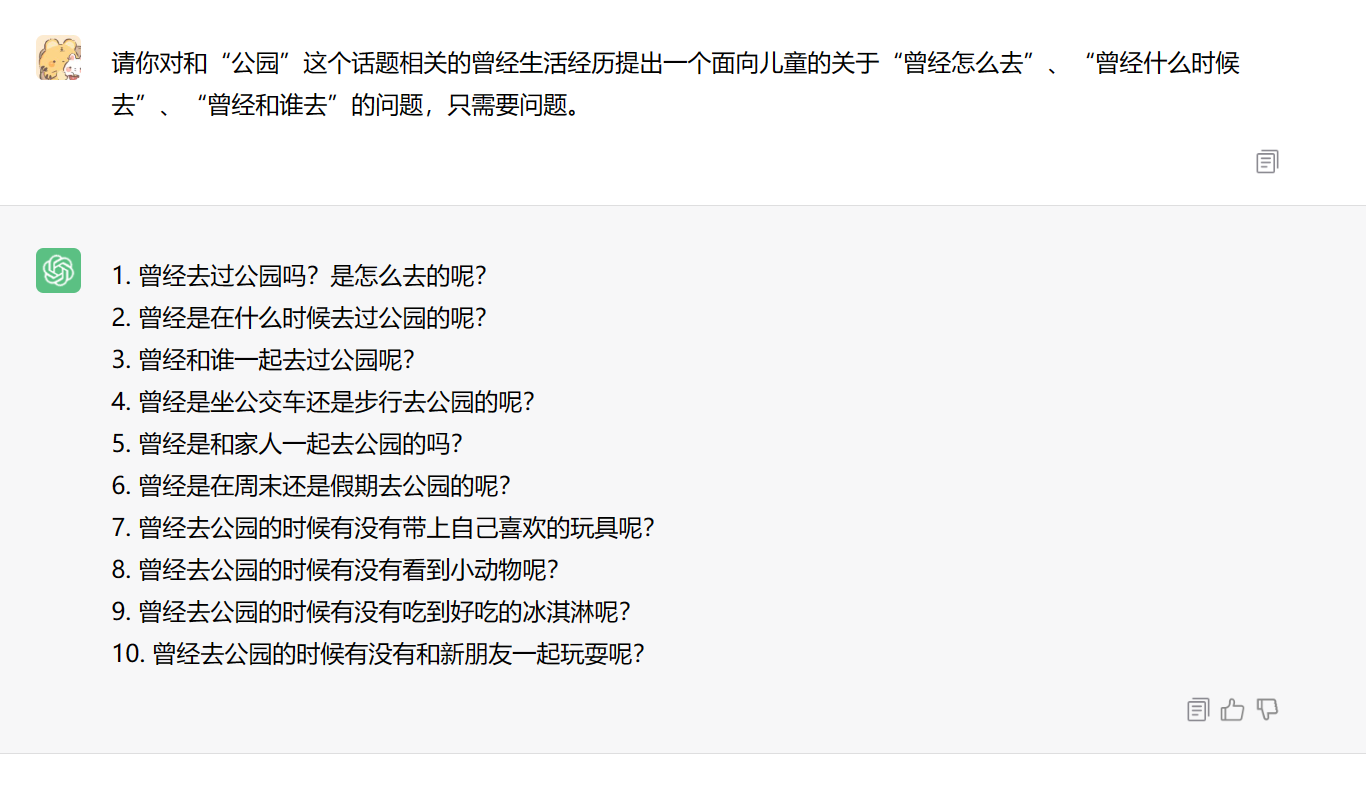 请你对和“公园”这个话题相关的曾经生活经历提出一个面向儿童的关于“曾经怎么去”、“曾经什么时候
去”、“曾经和谁去”的问题，只需要问题。
1. 曾经去过公园吗？是怎么去的呢？
2. 曾经是在什么时候去过公园的呢？
3. 曾经和谁一起去过公园呢？
4. 曾经是坐公交车还是步行去公园的呢？
5. 曾经是和家人一起去公园的吗？
6. 曾经是在周末还是假期去公园的呢？
7. 曾经去公园的时候有没有带上自己喜欢的玩具呢？
8. 曾经去公园的时候有没有看到小动物呢？
9. 曾经去公园的时候有没有吃到好吃的冰淇淋呢？
10. 曾经去公园的时候有没有和新朋友一起玩耍呢？